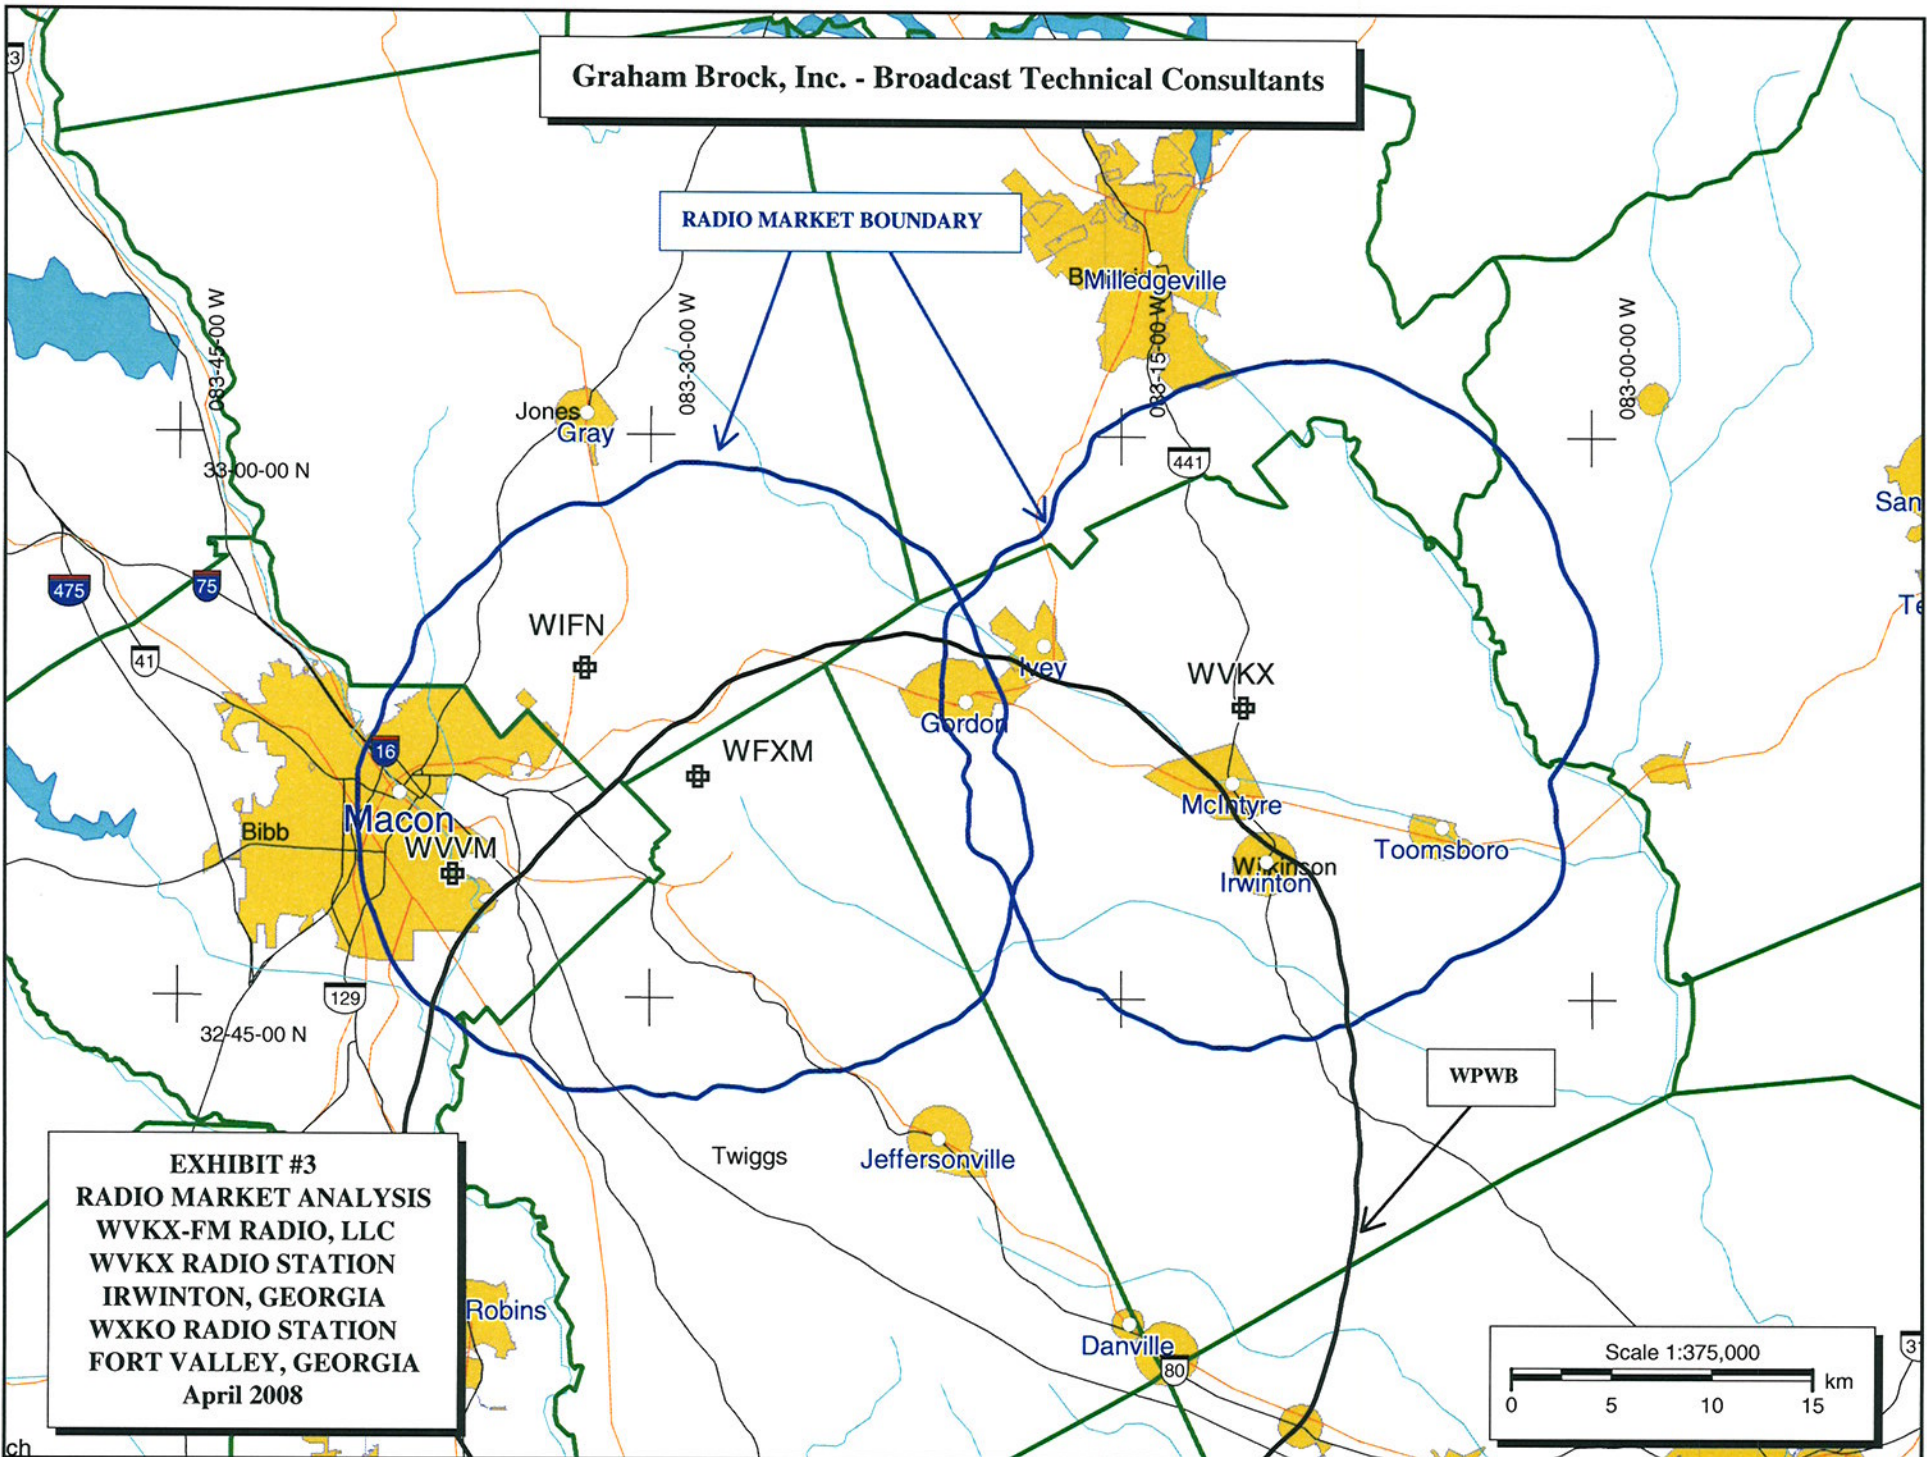 Graham Brock, Inc. - Broadcast Technical Consultants
RADIO MARKET BOUNDARY
Milledgeville
083-45-00 W
083-30-00 W
083-15-00 W
083-00-00 W
Jones
Gray
33-00-00 N
441
475
75
41
WIFN
Ivey
WVKX
Gordon
WFXM
16
Macon
Bibb
WVVM
McIntyre
Toomsboro
Wilkinson
Irwinton
129
32-45-00 N
WPWB
Twiggs
Jeffersonville
EXHIBIT #3
RADIO MARKET ANALYSIS
WVKX-FM RADIO, LLC
WVKX RADIO STATION
IRWINTON, GEORGIA
WXKO RADIO STATION
FORT VALLEY, GEORGIA
April 2008
Robins
Danville
80
Scale 1:375,000
km
0 5 10 15
ch
San
Te